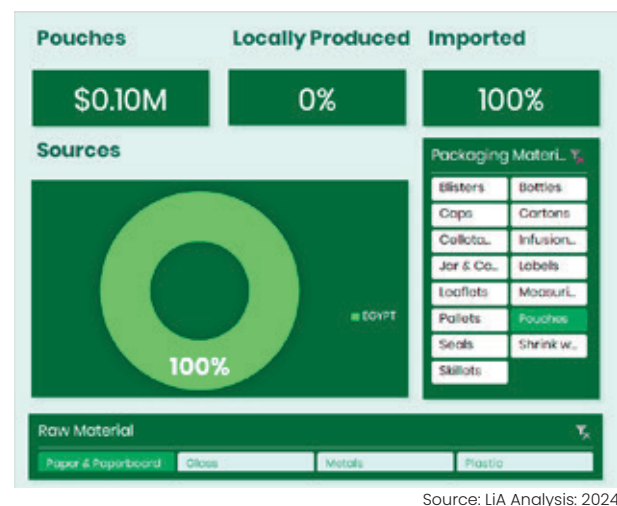 Pouches Locally Produced Imported
$0.10M 0% 100%
Sources
Packaging Materi...
Blisters Bottles
Caps Cartons
Cellota... Infusion...
Jar & Co... Labels
Leaflets Measuri...
EGYPT
Pallets Pouches
Seals Shrink w...
100%
Skillets
Raw Material
Paper & Paperboard Glass Metals Plastic
Source: LiA Analysis: 2024